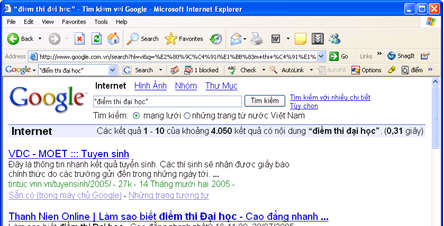 "điểm thi đại học" - Tìm kiếm với Google - Microsoft Internet Explorer
File Edit View Favorites Tools Help
Back Search Favorites SnagIt
Address http://www.google.com.vn/search?hl=vi&q=%E2%80%9C%C4%91i%E1%BB%83m+thi+%C4%91%E1%
Google "điểm thi đại học" Search 1 blocked Check AutoLink AutoFill Options điểm
Internet Hình Ảnh Nhóm Thư Mục
Google "điểm thi đại học" Tìm kiếm Tìm kiếm với nhiều chi tiết
Tùy chọn
Tìm kiếm: mạng lưới những trang từ nước Việt Nam
Internet Các kết quả 1 - 10 của khoảng 4.050 kết quả có nội dung "điểm thi đại học". (0,31 giây)
VDC - MOET ::: Tuyen sinh
Đây là thông tin nhanh kết quả tuyển sinh. Các thí sinh sẽ nhận được giấy báo
chính thức do các trường gửi đến trong những ngày tới. ...
tintuc.vnn.vn/tuyensinh/2005/ - 27k - 14 Tháng mười hai 2005 -
Sẵn có (trong máy chủ Google) - Những trang tương tự
Thanh Nien Online | Làm sao biết điểm thi Đại học - Cao đẳng nhanh ...